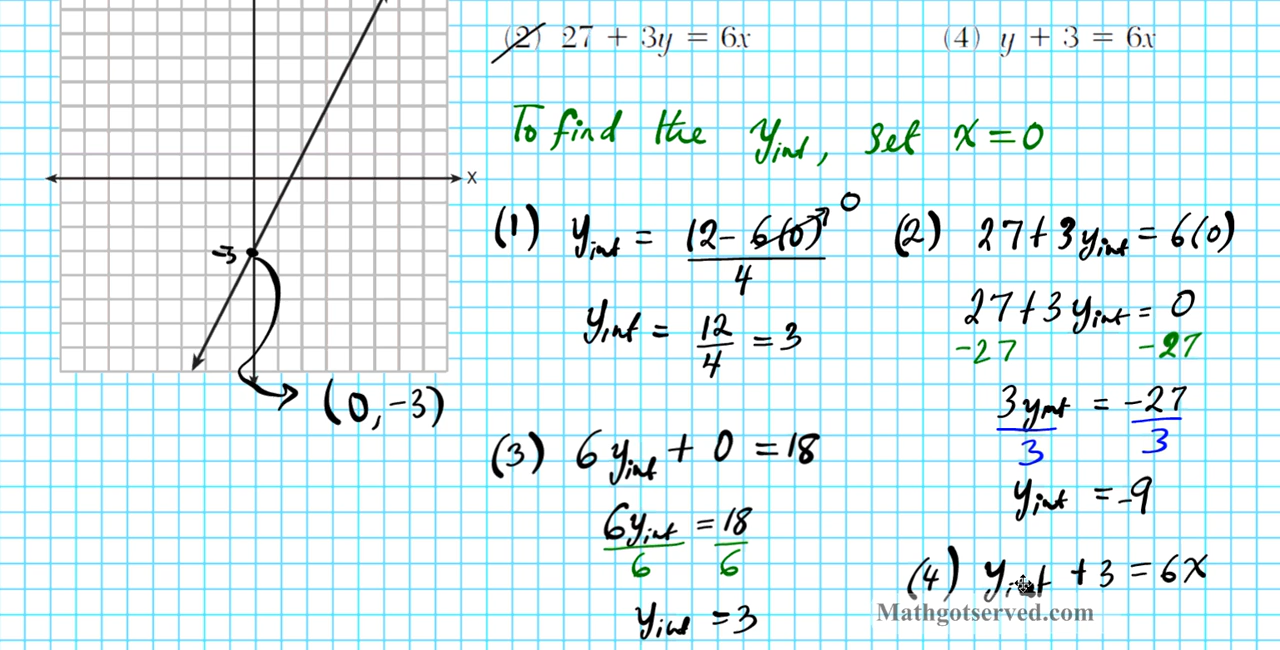 (2) 27 + 3y = 6x
(4) y + 3 = 6x
To find the yint, set x = 0
x
-3
(0, -3)
(1) yint = 12 - 6(0) 0
4
yint = 12 = 3
4
(2) 27 + 3yint = 6(0)
27 + 3yint = 0
-27 -27
3yint = -27
3 3
yint = -9
(3) 6yint + 0 = 18
6yint = 18
6 6
yint = 3
(4) yint + 3 = 6x
Mathgotserved.com